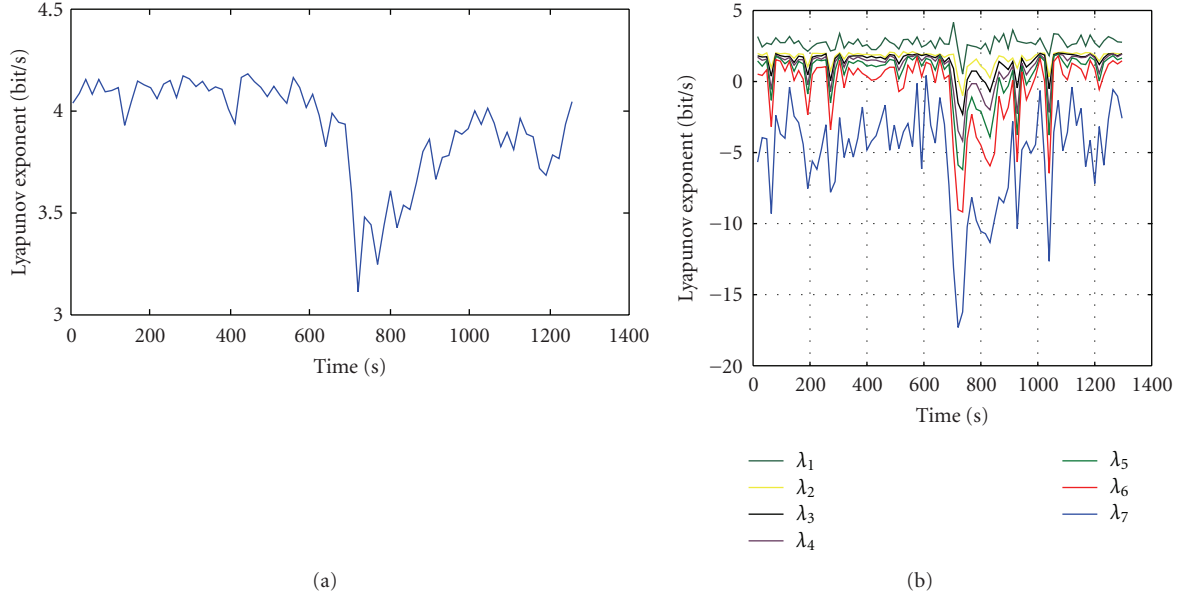 4.5
4
3.5
3
Lyapunov exponent (bit/s)
0 200 400 600 800 1000 1200 1400
Time (s)
(a)
5
0
−5
−10
−15
−20
Lyapunov exponent (bit/s)
0 200 400 600 800 1000 1200 1400
Time (s)
λ1
λ2
λ3
λ4
λ5
λ6
λ7
(b)